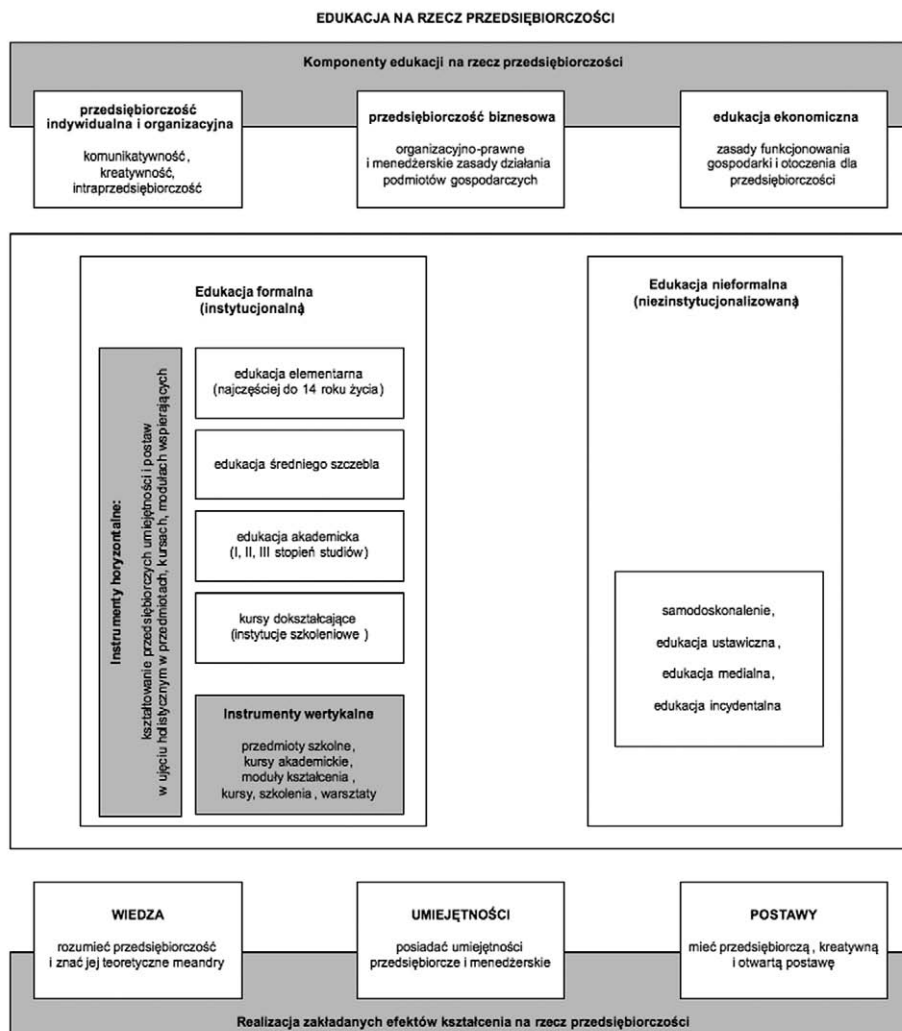 EDUKACJA NA RZECZ PRZEDSIĘBIORCZOŚCI
Komponenty edukacji na rzecz przedsiębiorczości
przedsiębiorczość
indywidualna i organizacyjna
komunikatywność,
kreatywność,
intraprzedsiębiorczość
przedsiębiorczość biznesowa
organizacyjno-prawne
i menedżerskie zasady działania
podmiotów gospodarczych
edukacja ekonomiczna
zasady funkcjonowania
gospodarki i otoczenia dla
przedsiębiorczości
Edukacja formalna
(instytucjonalna)
Instrumenty horyzontalne:
kształtowanie przedsiębiorczych umiejętności i postaw
w ujęciu holistycznym w przedmiotach, kursach, modułach wspierających
edukacja elementarna
(najczęściej do 14 roku życia)
edukacja średniego szczebla
edukacja akademicka
(I, II, III stopień studiów)
kursy dokształcające
(instytucje szkoleniowe)
Instrumenty wertykalne
przedmioty szkolne,
kursy akademickie,
moduły kształcenia,
kursy, szkolenia, warsztaty
Edukacja nieformalna
(niezinstytucjonalizowana)
samodoskonalenie,
edukacja ustawiczna,
edukacja medialna,
edukacja incydentalna
WIEDZA
rozumieć przedsiębiorczość
i znać jej teoretyczne meandry
UMIEJĘTNOŚCI
posiadać umiejętności
przedsiębiorcze i menedżerskie
POSTAWY
mieć przedsiębiorczą, kreatywną
i otwartą postawę
Realizacja zakładanych efektów kształcenia na rzecz przedsiębiorczości